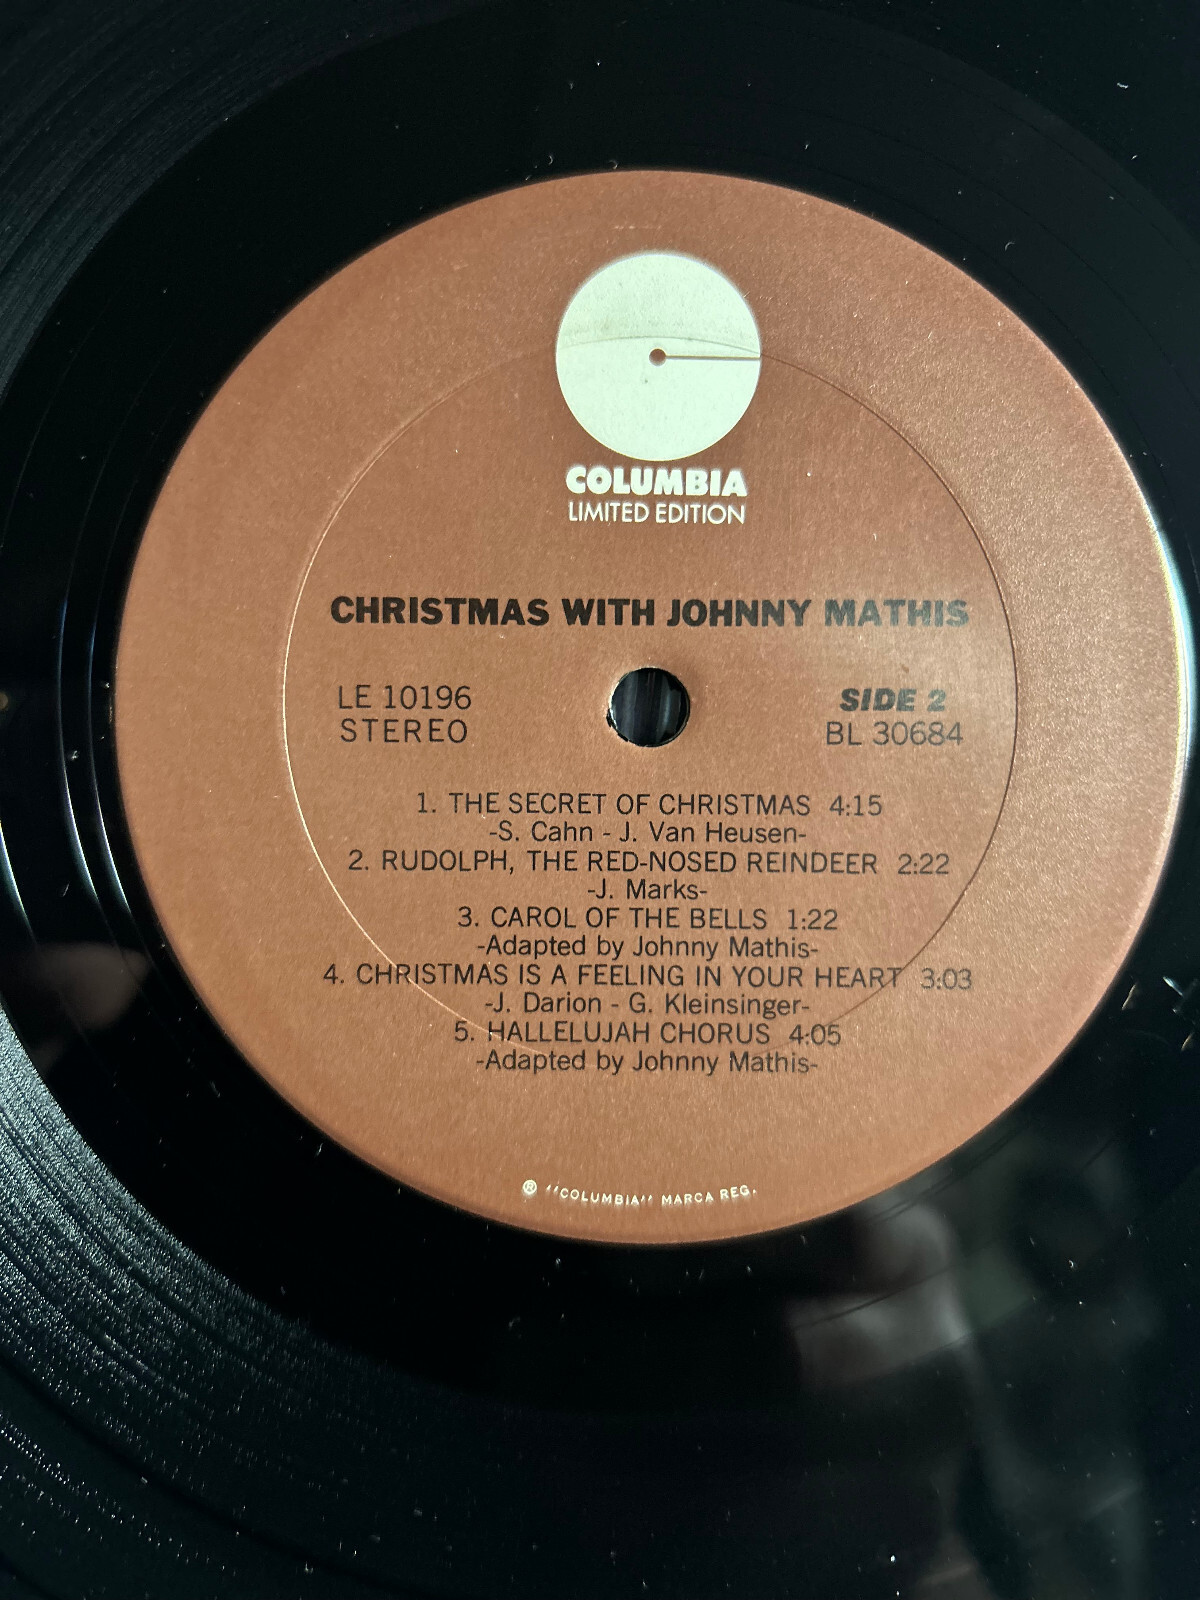 COLUMBIA
LIMITED EDITION
CHRISTMAS WITH JOHNNY MATHIS
LE 10196
STEREO
SIDE 2
BL 30684
1. THE SECRET OF CHRISTMAS 4:15
-S. Cahn - J. Van Heusen-
2. RUDOLPH, THE RED-NOSED REINDEER 2:22
-J. Marks-
3. CAROL OF THE BELLS 1:22
-Adapted by Johnny Mathis-
4. CHRISTMAS IS A FEELING IN YOUR HEART 3:03
-J. Darion - G. Kleinsinger-
5. HALLELUJAH CHORUS 4:05
-Adapted by Johnny Mathis-
® "COLUMBIA" MARCA REG.